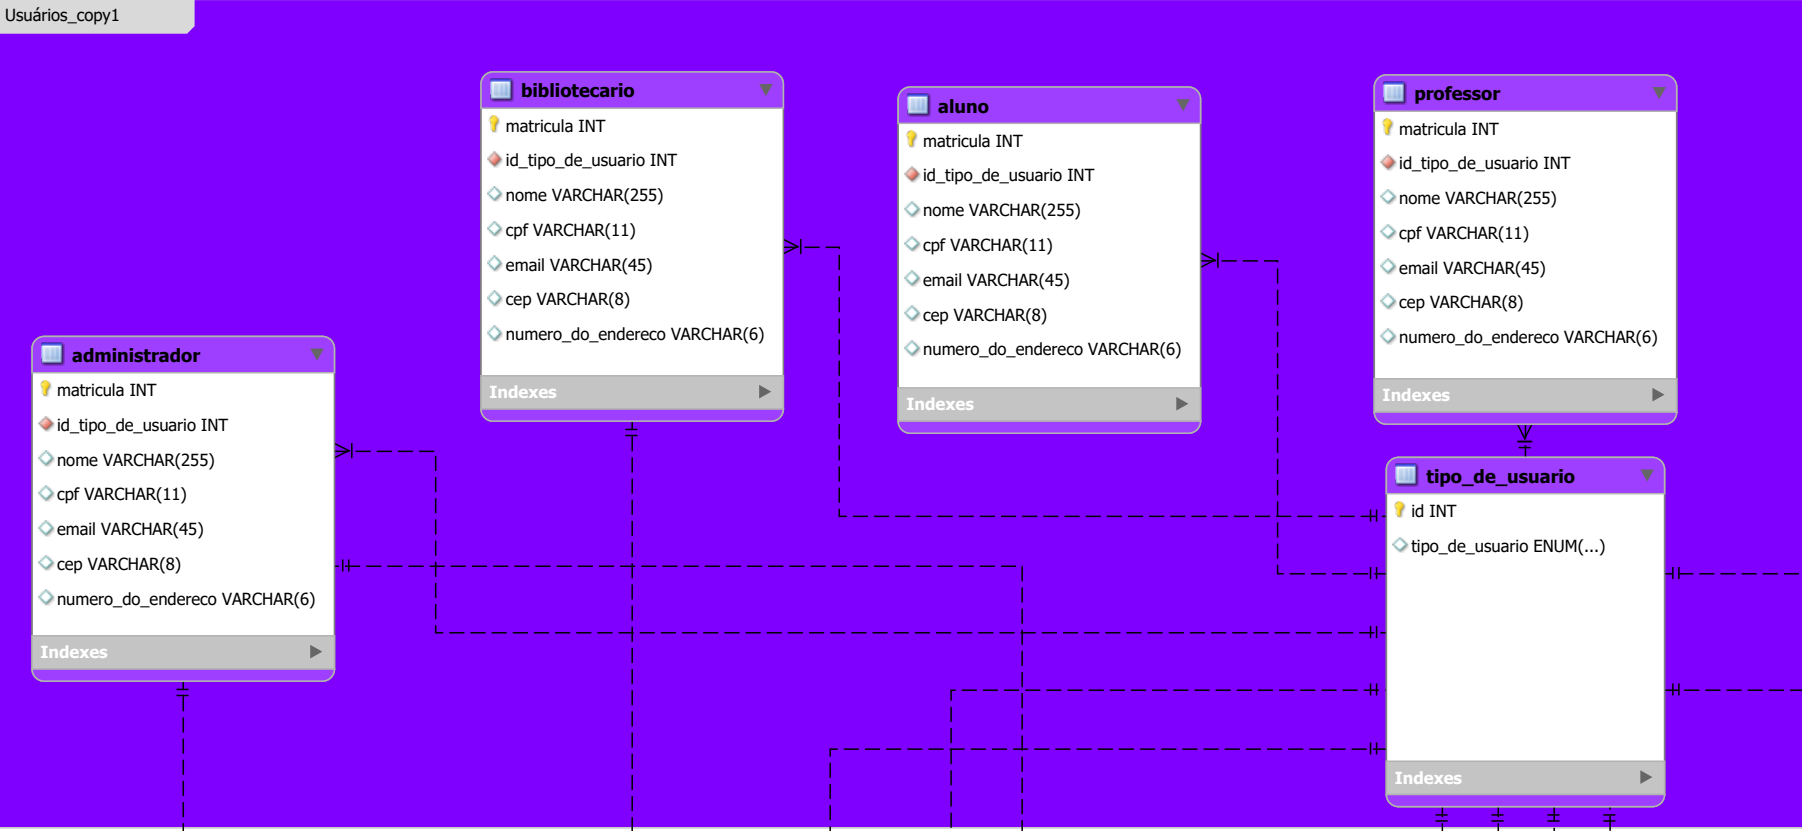 Usuários_copy1
bibliotecario
matricula INT
id_tipo_de_usuario INT
nome VARCHAR(255)
cpf VARCHAR(11)
email VARCHAR(45)
cep VARCHAR(8)
numero_do_endereco VARCHAR(6)
Indexes
aluno
matricula INT
id_tipo_de_usuario INT
nome VARCHAR(255)
cpf VARCHAR(11)
email VARCHAR(45)
cep VARCHAR(8)
numero_do_endereco VARCHAR(6)
Indexes
professor
matricula INT
id_tipo_de_usuario INT
nome VARCHAR(255)
cpf VARCHAR(11)
email VARCHAR(45)
cep VARCHAR(8)
numero_do_endereco VARCHAR(6)
Indexes
administrador
matricula INT
id_tipo_de_usuario INT
nome VARCHAR(255)
cpf VARCHAR(11)
email VARCHAR(45)
cep VARCHAR(8)
numero_do_endereco VARCHAR(6)
Indexes
tipo_de_usuario
id INT
tipo_de_usuario ENUM(...)
Indexes